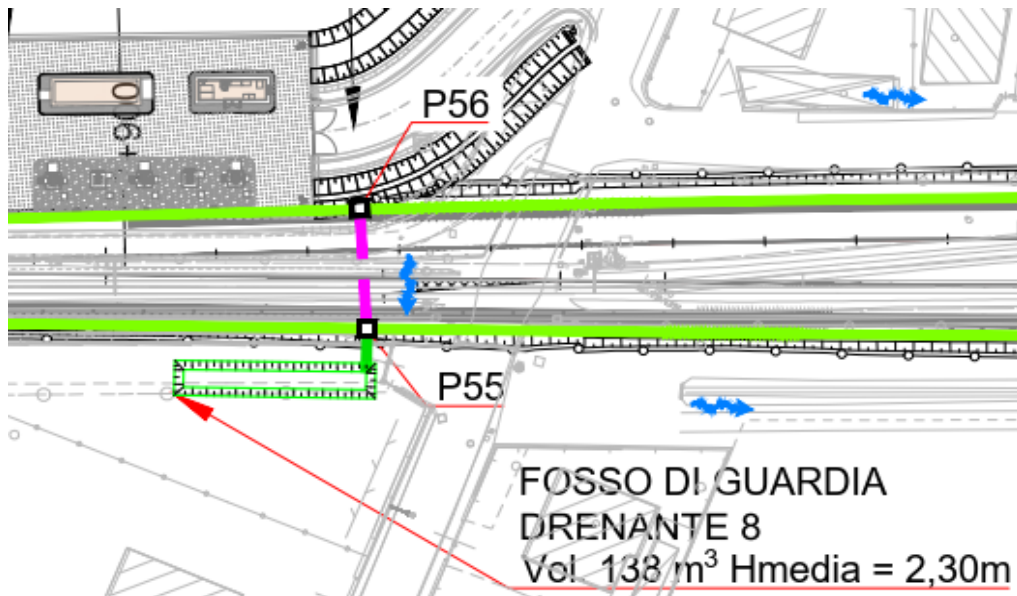 P56
P55
FOSSO DI GUARDIA
DRENANTE 8
Vol. 138 m³ Hmedia = 2,30m